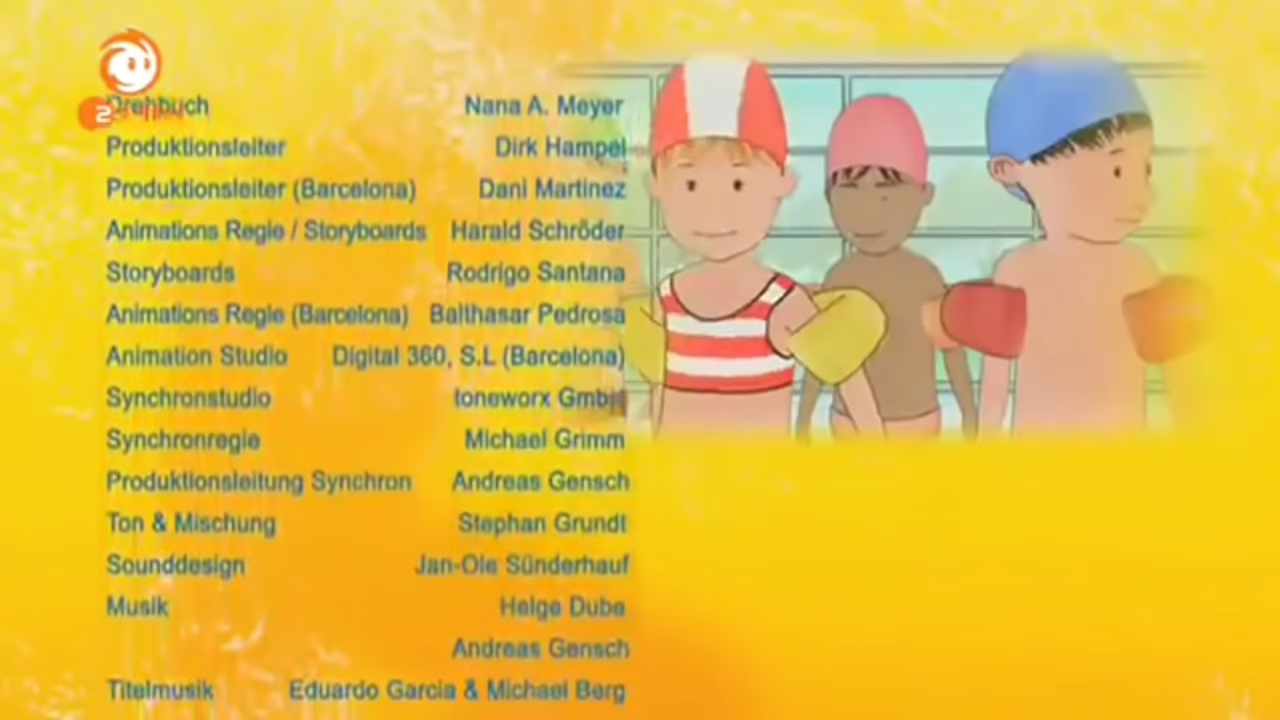 Drehbuch Nana A. Meyer
Produktionsleiter Dirk Hampel
Produktionsleiter (Barcelona) Dani Martinez
Animations Regie / Storyboards Harald Schröder
Storyboards Rodrigo Santana
Animations Regie (Barcelona) Balthasar Pedrosa
Animation Studio Digital 360, S.L (Barcelona)
Synchronstudio toneworx GmbH
Synchronregie Michael Grimm
Produktionsleitung Synchron Andreas Gensch
Ton & Mischung Stephan Grundt
Sounddesign Jan-Ole Sünderhauf
Musik Helge Dube
Andreas Gensch
Titelmusik Eduardo Garcia & Michael Berg